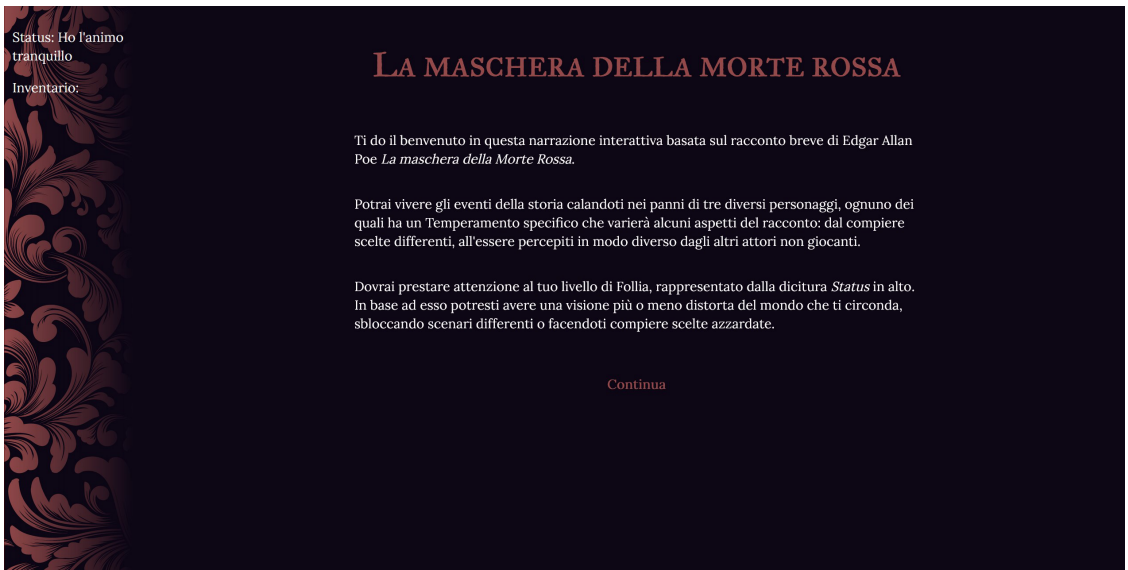 Status: Ho l'animo
tranquillo
Inventario:
La maschera della morte rossa
Ti do il benvenuto in questa narrazione interattiva basata sul racconto breve di Edgar Allan
Poe La maschera della Morte Rossa.
Potrai vivere gli eventi della storia calandoti nei panni di tre diversi personaggi, ognuno dei
quali ha un Temperamento specifico che varierà alcuni aspetti del racconto: dal compiere
scelte differenti, all'essere percepiti in modo diverso dagli altri attori non giocanti.
Dovrai prestare attenzione al tuo livello di Follia, rappresentato dalla dicitura Status in alto.
In base ad esso potresti avere una visione più o meno distorta del mondo che ti circonda,
sbloccando scenari differenti o facendoti compiere scelte azzardate.
Continua